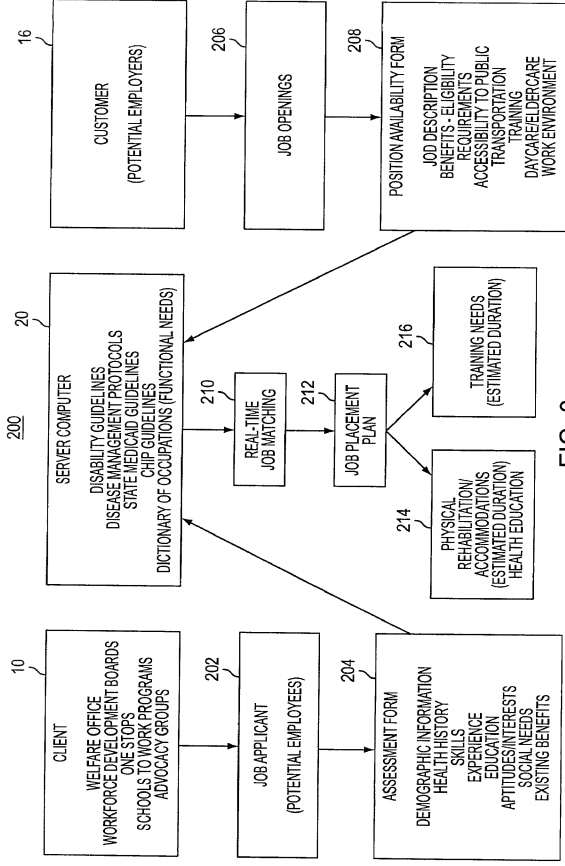 200
10
CLIENT
WELFARE OFFICE
WORKFORCE DEVELOPMENT BOARDS
ONE STOPS
SCHOOLS TO WORK PROGRAMS
ADVOCACY GROUPS
202
JOB APPLICANT
(POTENTIAL EMPLOYEES)
204
ASSESSMENT FORM
DEMOGRAPHIC INFORMATION
HEALTH HISTORY
SKILLS
EXPERIENCE
EDUCATION
APTITUDES/INTERESTS
SOCIAL NEEDS
EXISTING BENEFITS
20
SERVER COMPUTER
DISABILITY GUIDELINES
DISEASE MANAGEMENT PROTOCOLS
STATE MEDICAID GUIDELINES
CHIP GUIDELINES
DICTIONARY OF OCCUPATIONS (FUNCTIONAL NEEDS)
210
REAL-TIME
JOB MATCHING
212
JOB PLACEMENT
PLAN
214
PHYSICAL
REHABILITATION/
ACCOMMODATIONS
(ESTIMATED DURATION)
HEALTH EDUCATION
216
TRAINING NEEDS
(ESTIMATED DURATION)
16
CUSTOMER
(POTENTIAL EMPLOYERS)
206
JOB OPENINGS
208
POSITION AVAILABILITY FORM
JOD DESCRIPTION
BENEFITS - ELIGIBILITY
REQUIRMENTS
ACCESSIBILITY TO PUBLIC
TRANSPORTATION
TRAINING
DAYCARE/ELDERCARE
WORK ENVIRONMENT
FIG.